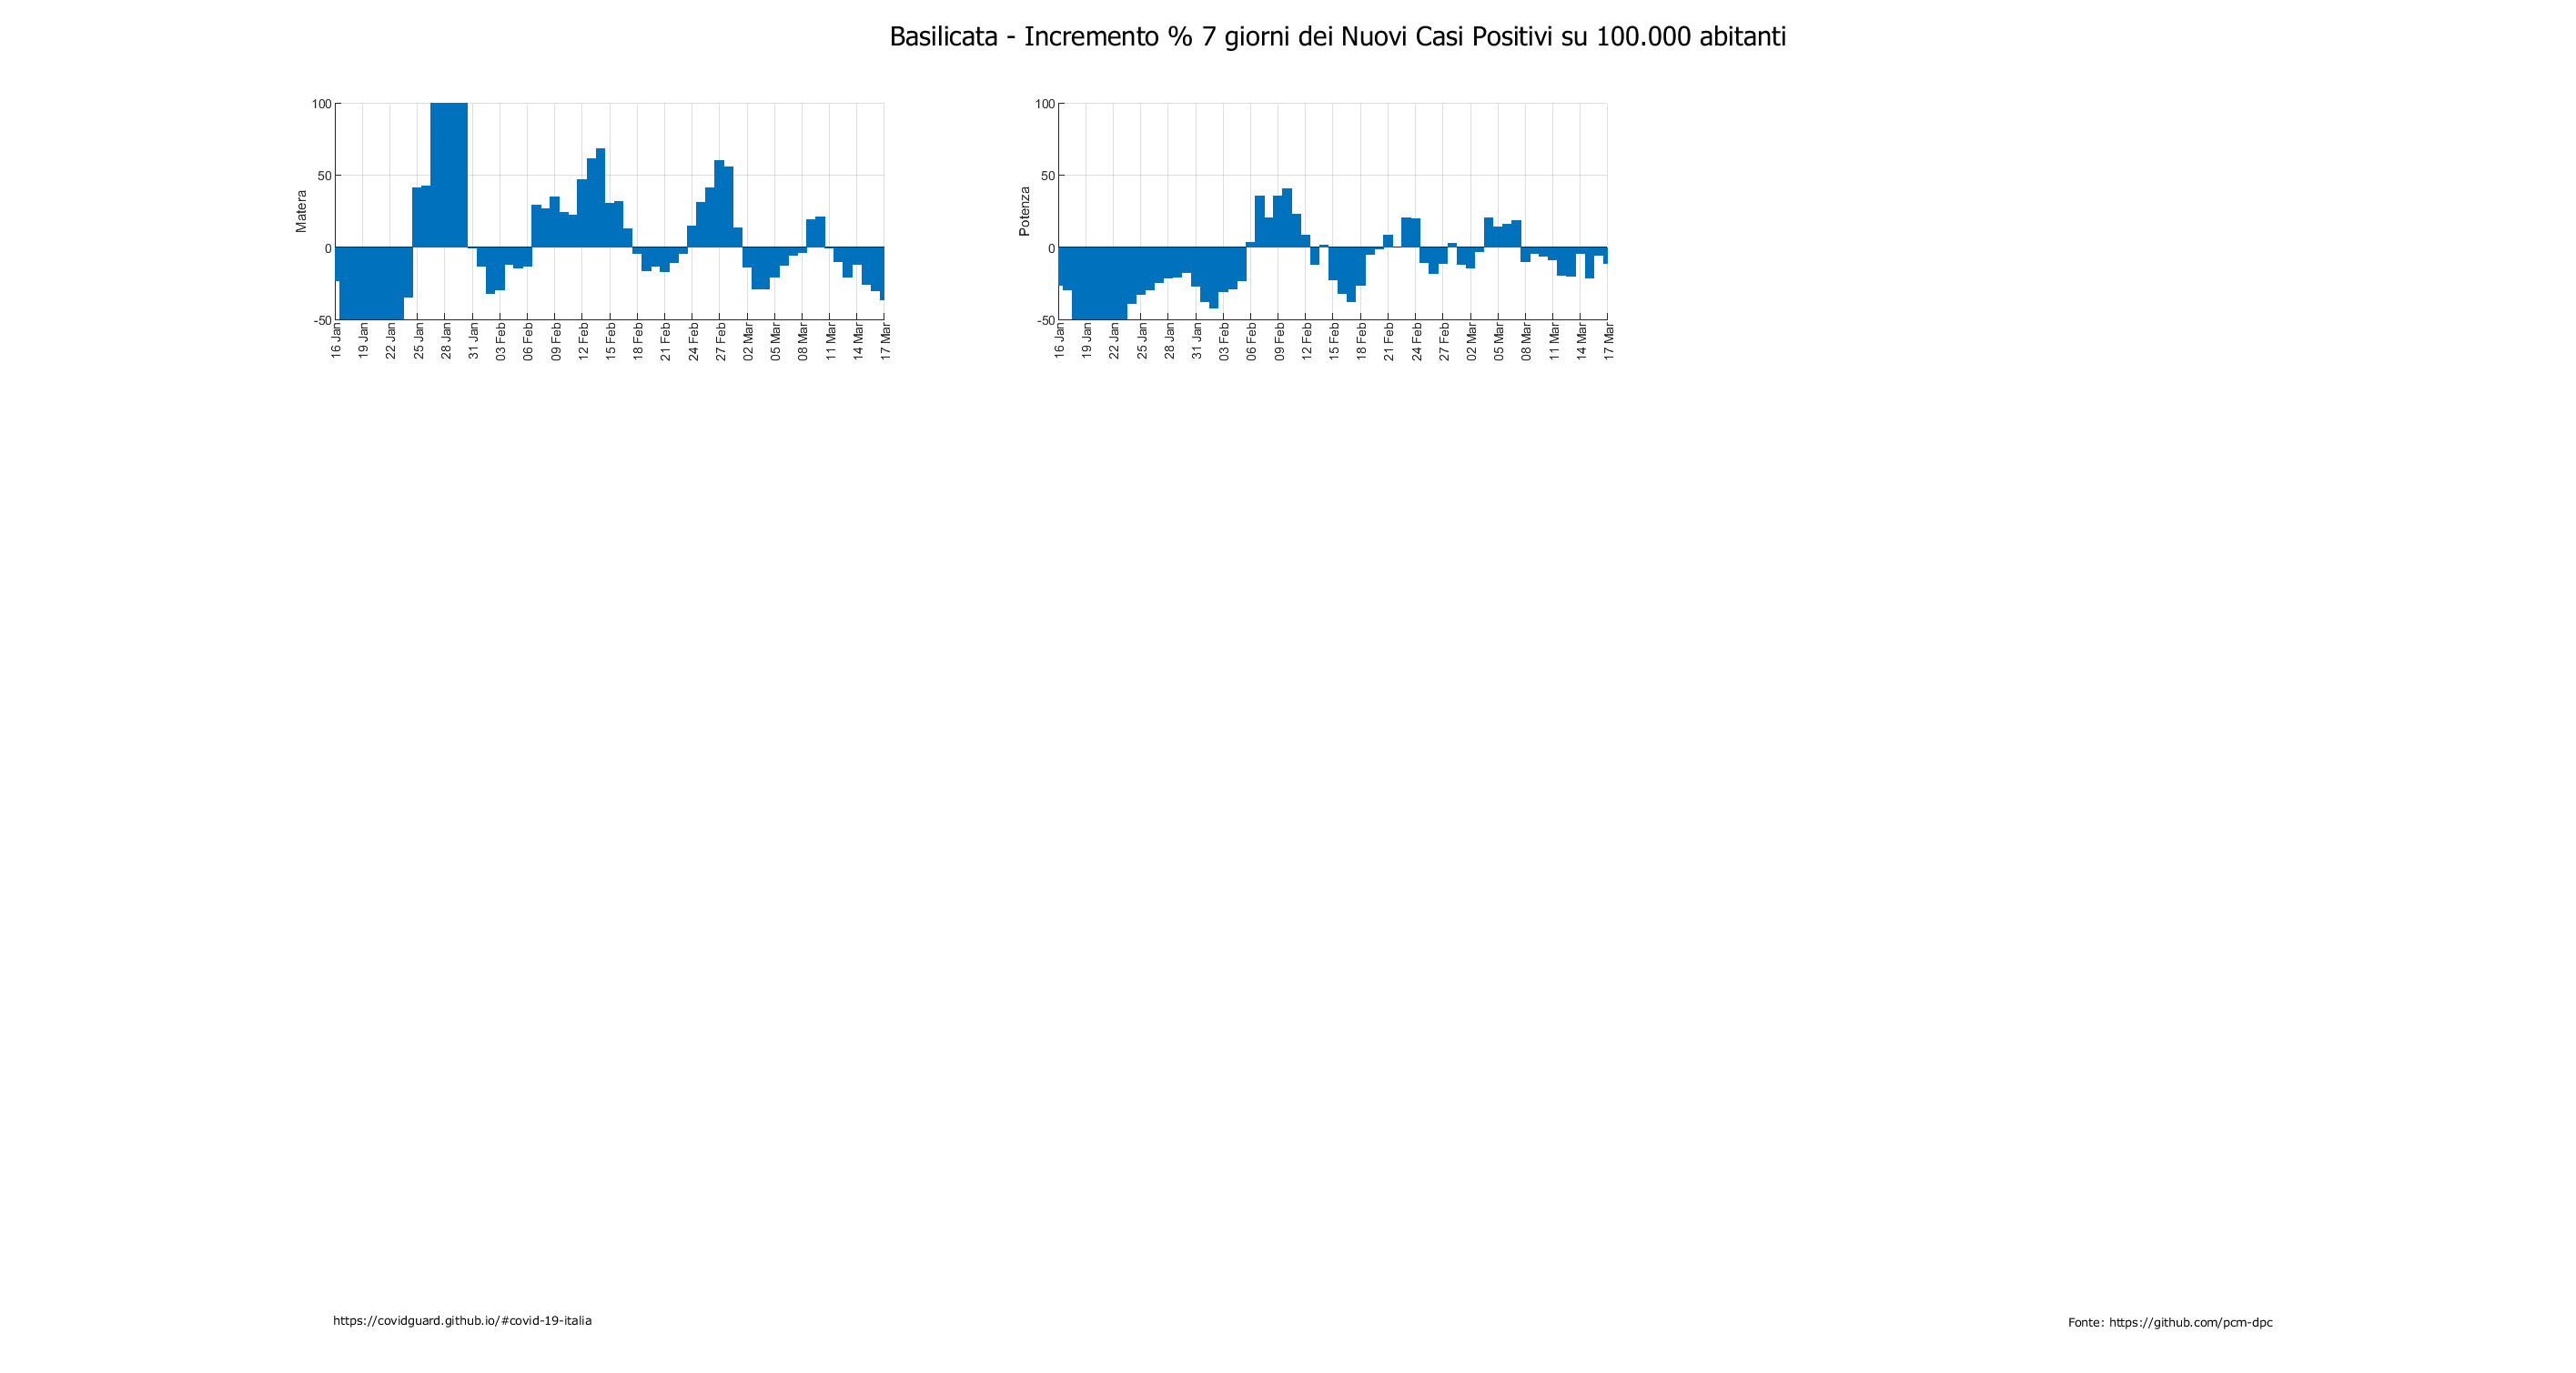 Basilicata - Incremento % 7 giorni dei Nuovi Casi Positivi su 100.000 abitanti
Matera
100
50
0
-50
16 Jan
19 Jan
22 Jan
25 Jan
28 Jan
31 Jan
03 Feb
06 Feb
09 Feb
12 Feb
15 Feb
18 Feb
21 Feb
24 Feb
27 Feb
02 Mar
05 Mar
08 Mar
11 Mar
14 Mar
17 Mar
Potenza
100
50
0
-50
16 Jan
19 Jan
22 Jan
25 Jan
28 Jan
31 Jan
03 Feb
06 Feb
09 Feb
12 Feb
15 Feb
18 Feb
21 Feb
24 Feb
27 Feb
02 Mar
05 Mar
08 Mar
11 Mar
14 Mar
17 Mar
https://covidguard.github.io/#covid-19-italia
Fonte: https://github.com/pcm-dpc